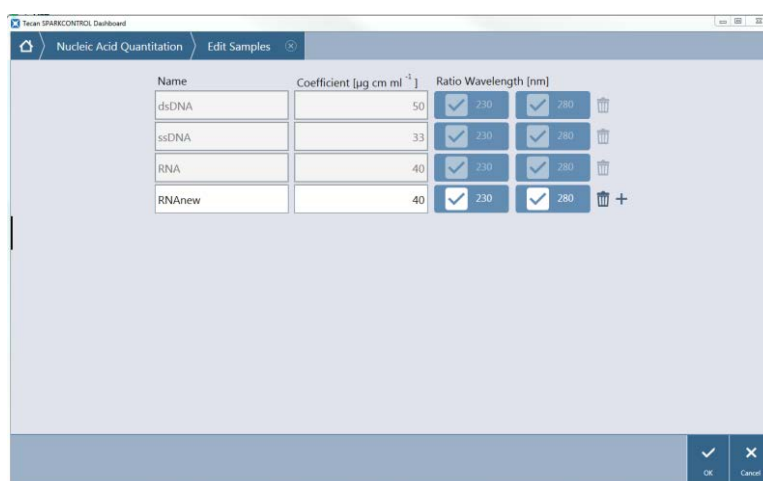 Tecan SPARKCONTROL Dashboard
Nucleic Acid Quantitation Edit Samples
Name Coefficient [µg cm ml⁻¹] Ratio Wavelength [nm]
dsDNA 50 230 280
ssDNA 33 230 280
RNA 40 230 280
RNAnew 40 230 280
OK Cancel